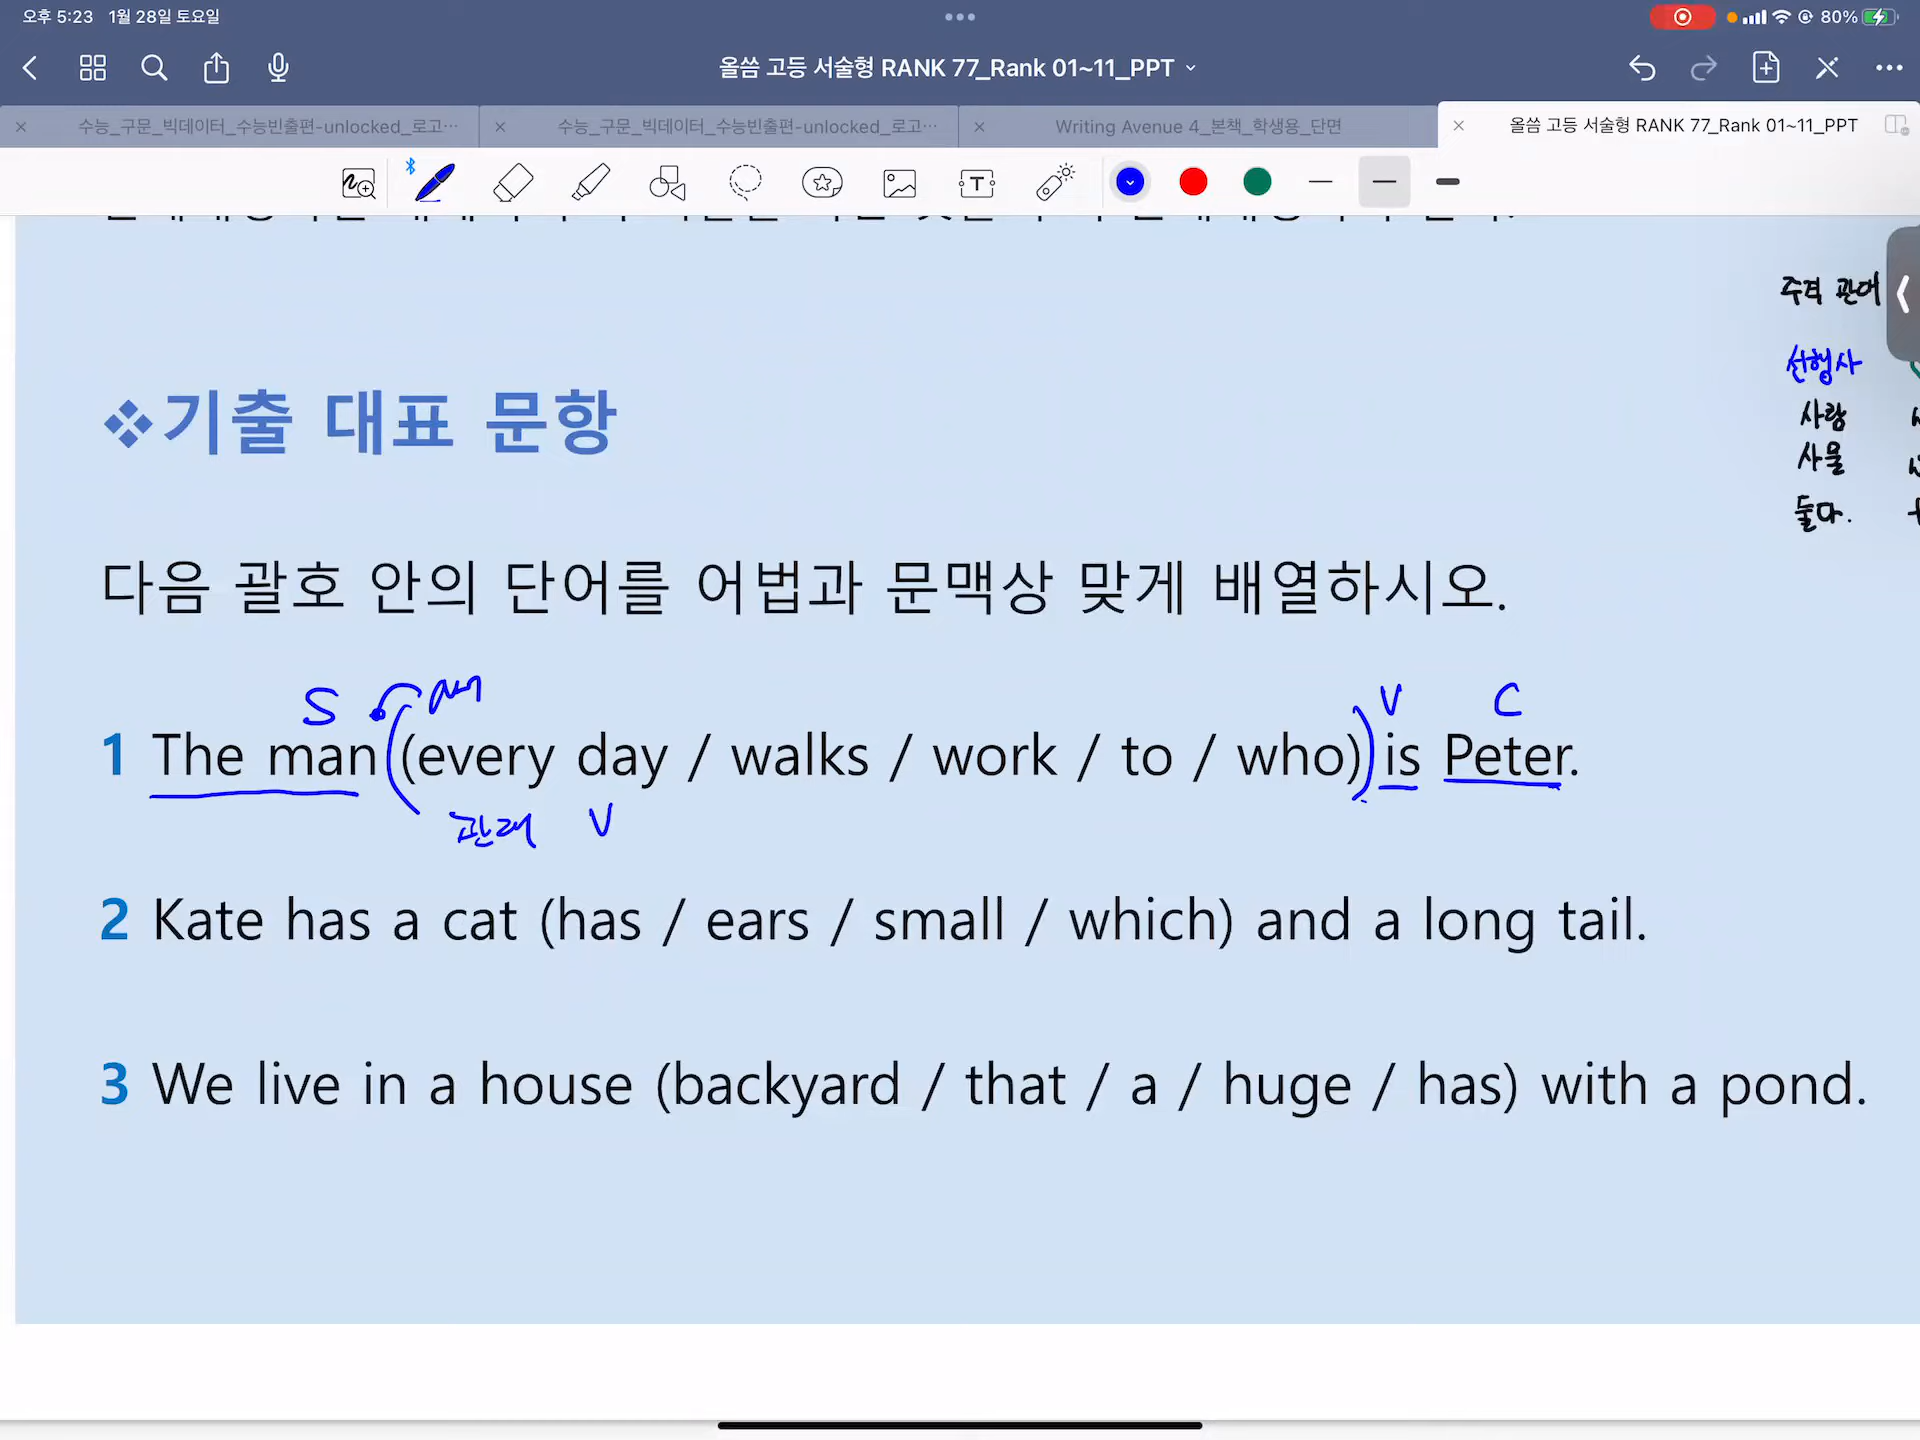 오후 5:23 1월 28일 토요일
80%
올씀 고등 서술형 RANK 77_Rank 01~11_PPT
수능_구문_빅데이터_수능빈출편-unlocked_로고…
수능_구문_빅데이터_수능빈출편-unlocked_로고…
Writing Avenue 4_본책_학생용_단면
올씀 고등 서술형 RANK 77_Rank 01~11_PPT
주격 관대
선행사
사람
사물
둘다.
❖기출 대표 문항
다음 괄호 안의 단어를 어법과 문맥상 맞게 배열하시오.
S V C
1 The man (every day / walks / work / to / who) is Peter.
관대 V
2 Kate has a cat (has / ears / small / which) and a long tail.
3 We live in a house (backyard / that / a / huge / has) with a pond.